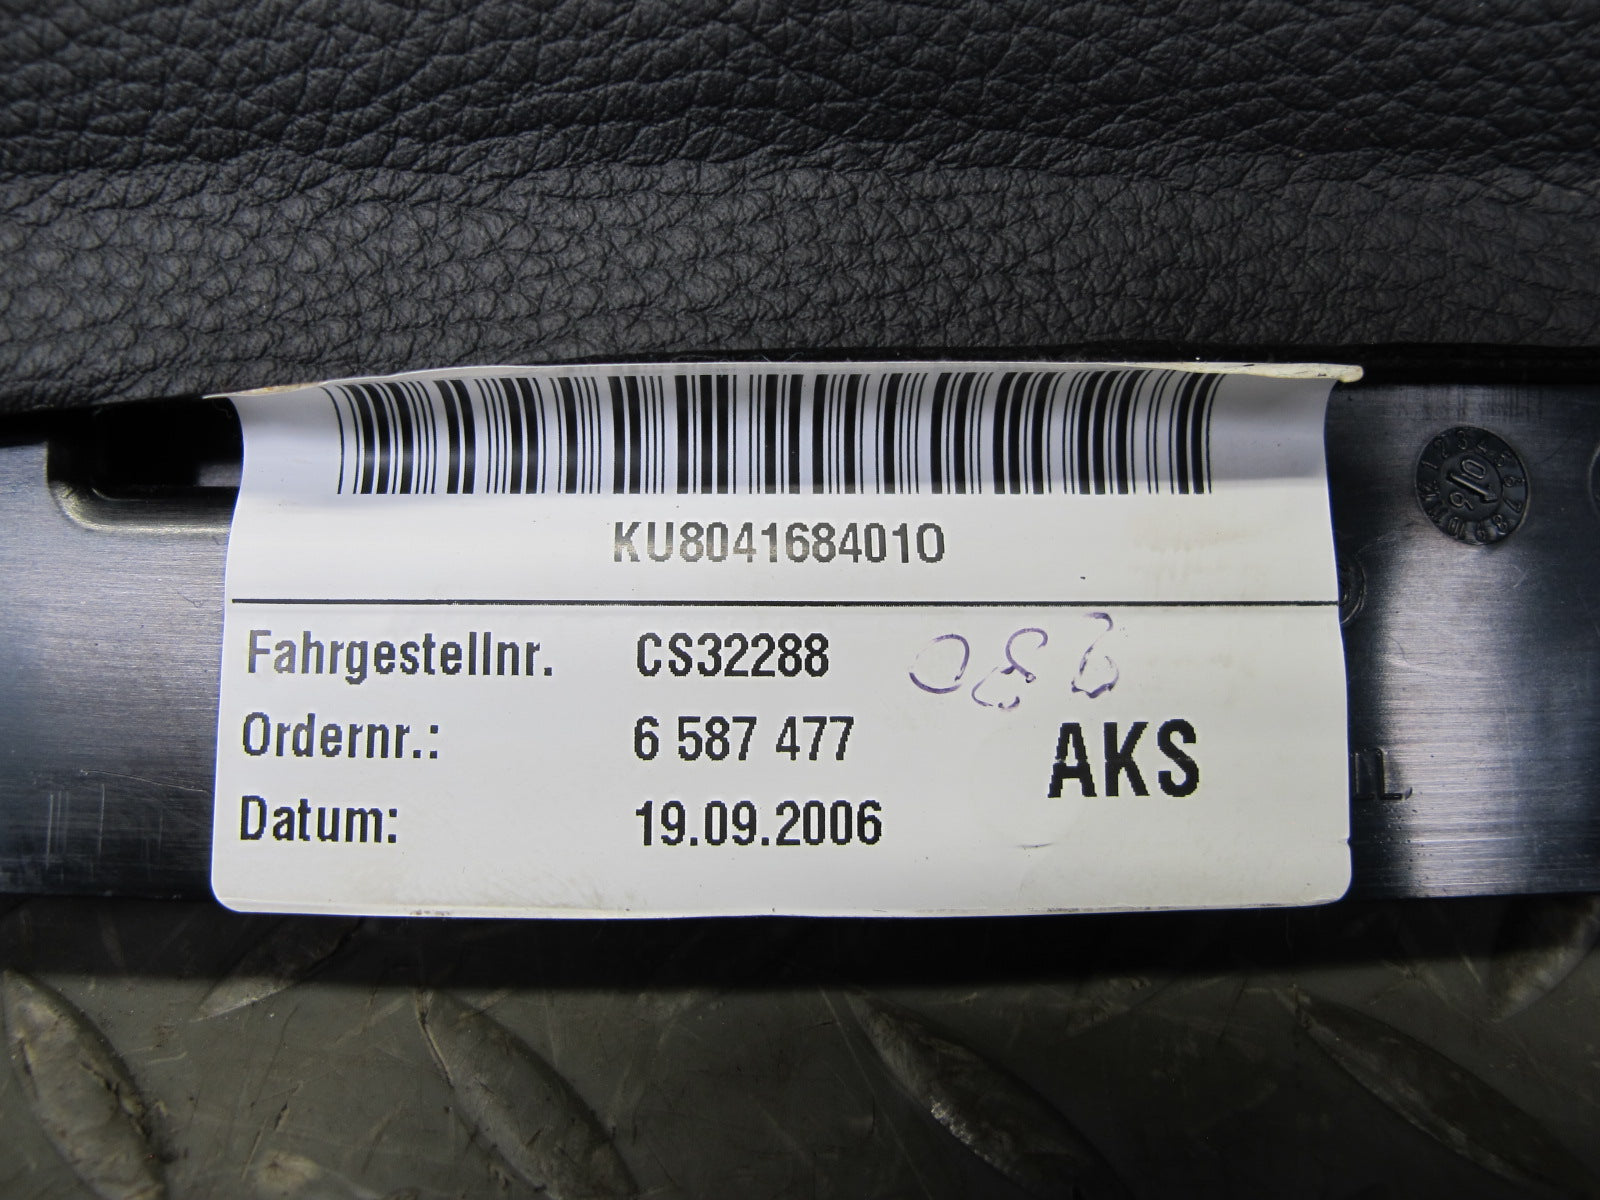 KU8041684010
Fahrgestellnr. CS32288
Ordernr.: 6 587 477
AKS
Datum: 19.09.2006